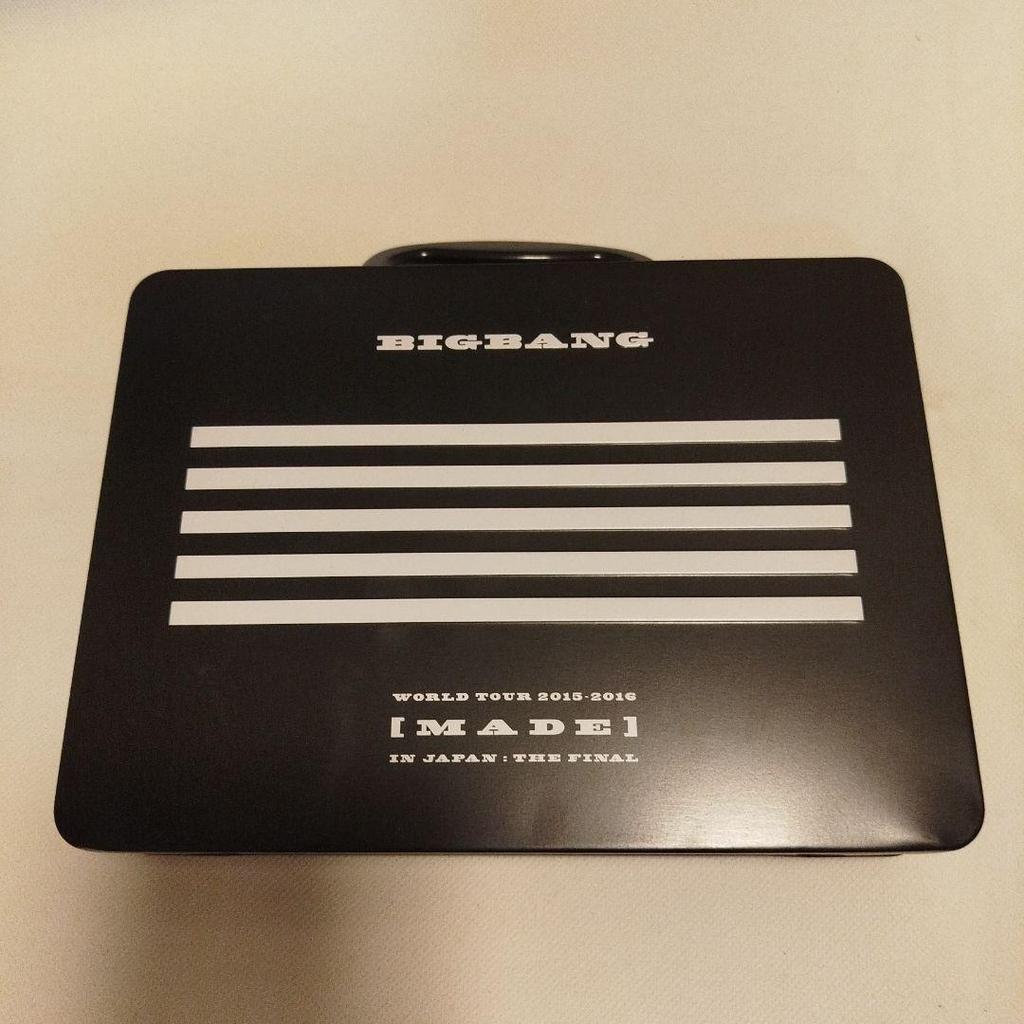 BIGBANG
WORLD TOUR 2015-2016
[MADE]
IN JAPAN : THE FINAL